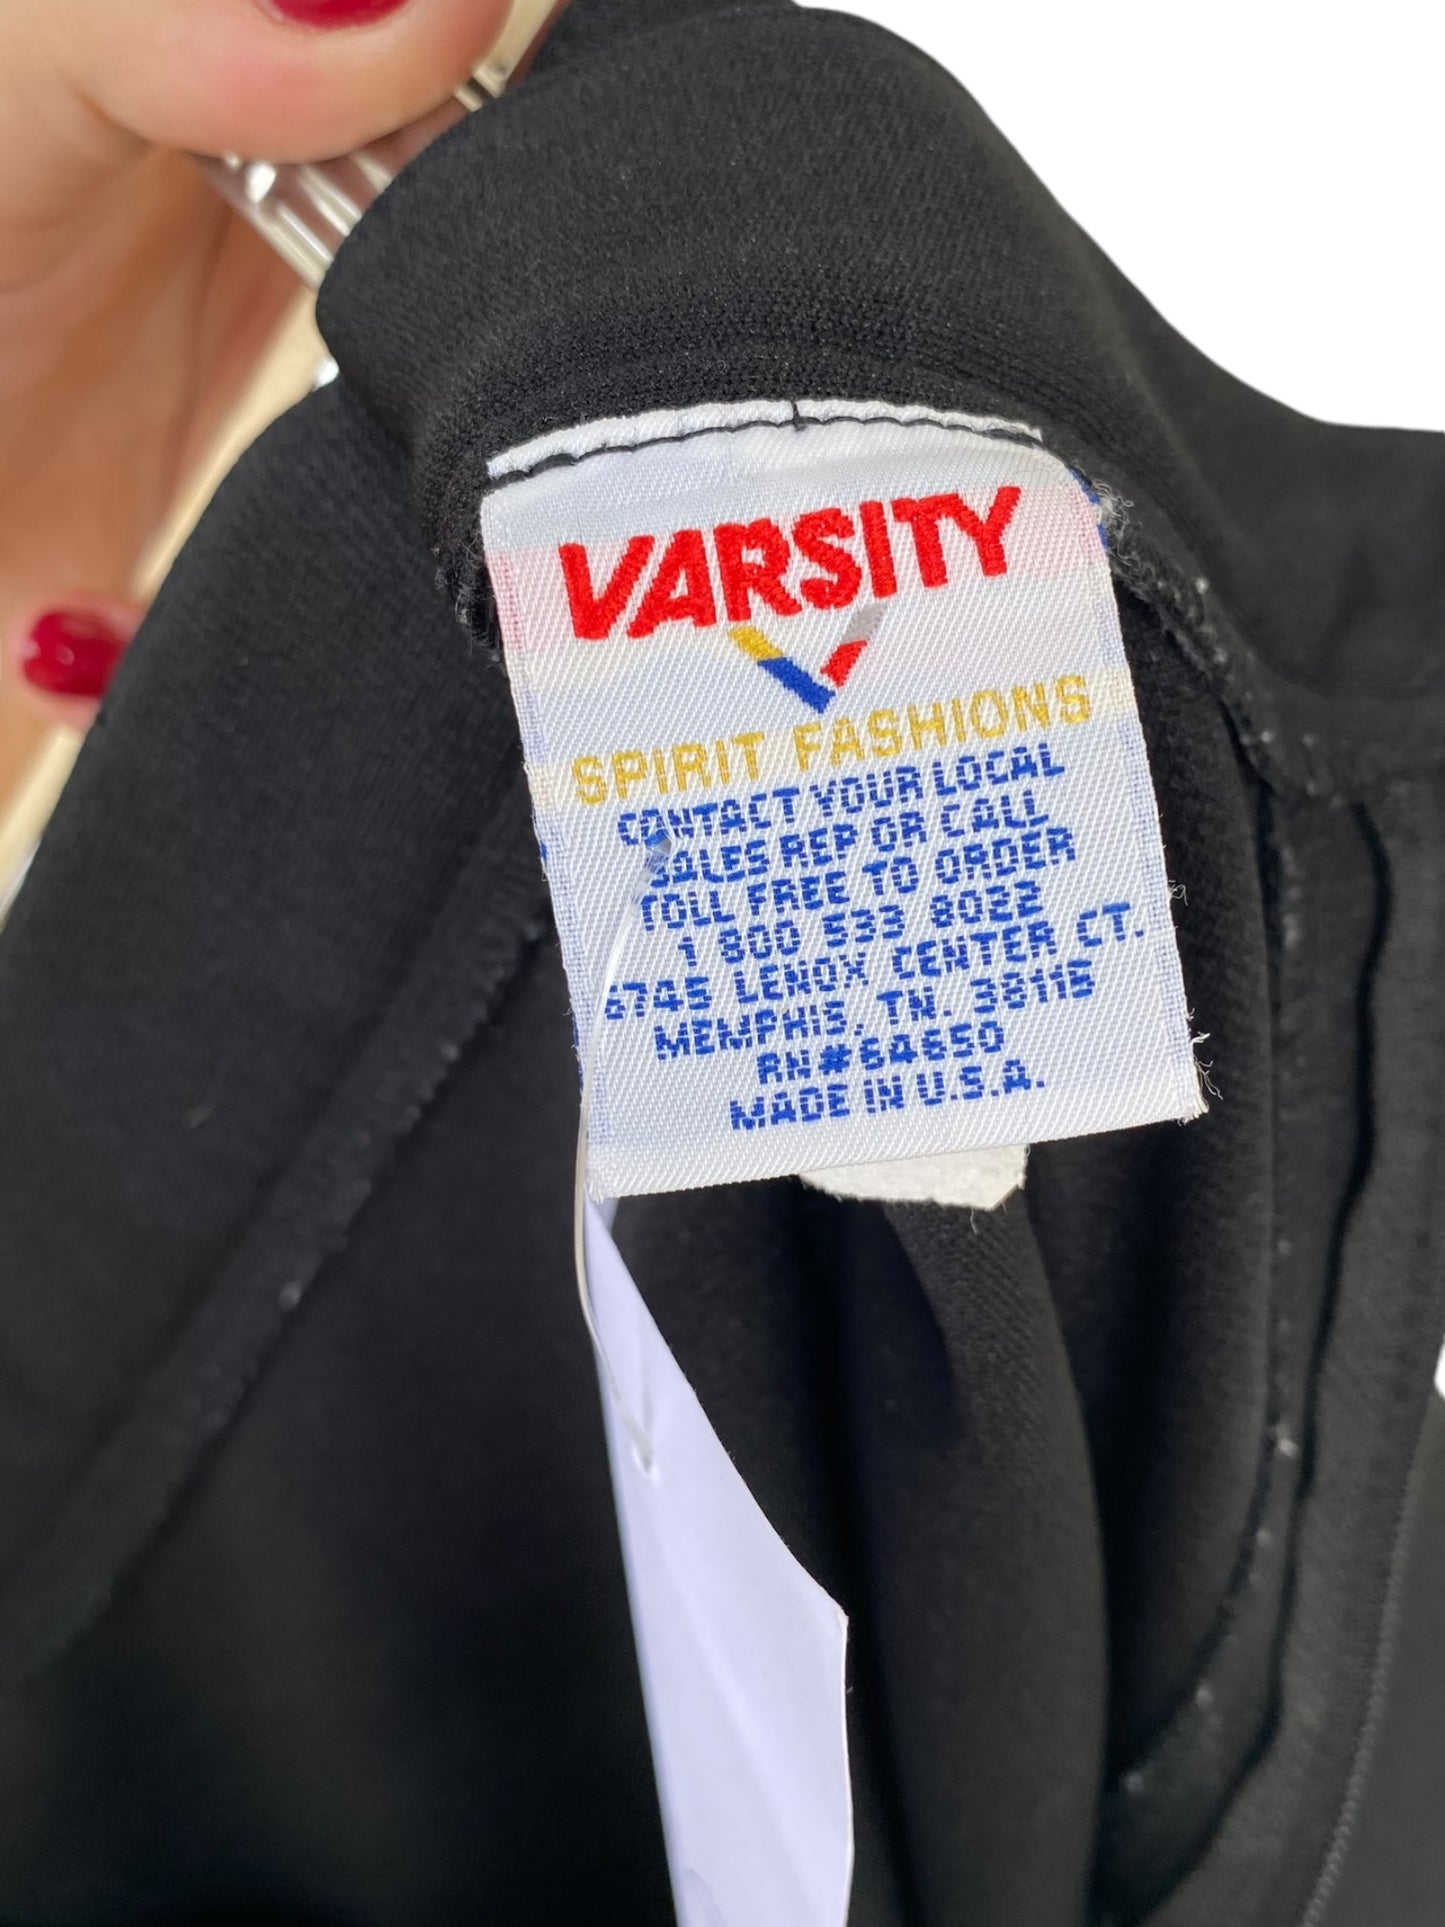 VARSITY
SPIRIT FASHIONS
CONTACT YOUR LOCAL
SALES REP OR CALL
TOLL FREE TO ORDER
1 800 533 8022
6745 LENOX CENTER CT.
MEMPHIS, TN. 38115
RN#64650
MADE IN U.S.A.